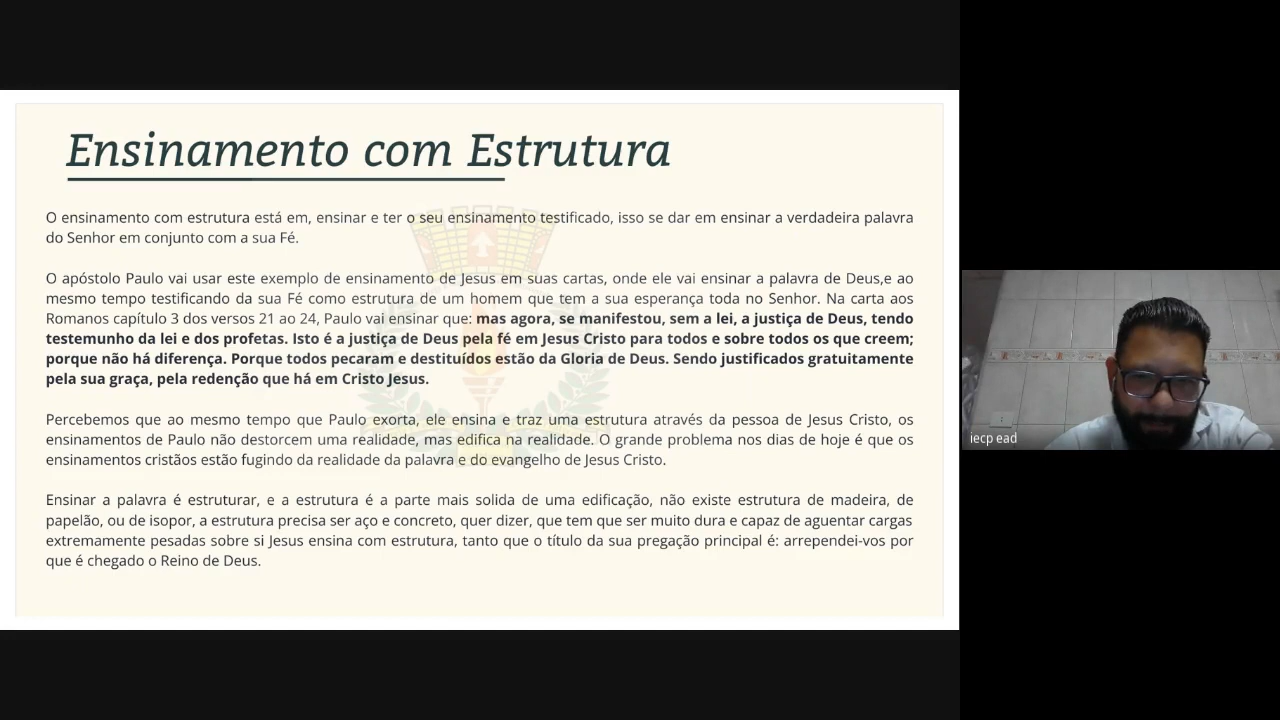 Ensinamento com Estrutura
O ensinamento com estrutura está em, ensinar e ter o seu ensinamento testificado, isso se dar em ensinar a verdadeira palavra
do Senhor em conjunto com a sua Fé.
O apóstolo Paulo vai usar este exemplo de ensinamento de Jesus em suas cartas, onde ele vai ensinar a palavra de Deus,e ao
mesmo tempo testificando da sua Fé como estrutura de um homem que tem a sua esperança toda no Senhor. Na carta aos
Romanos capítulo 3 dos versos 21 ao 24, Paulo vai ensinar que: mas agora, se manifestou, sem a lei, a justiça de Deus, tendo
testemunho da lei e dos profetas. Isto é a justiça de Deus pela fé em Jesus Cristo para todos e sobre todos os que creem;
porque não há diferença. Porque todos pecaram e destituídos estão da Gloria de Deus. Sendo justificados gratuitamente
pela sua graça, pela redenção que há em Cristo Jesus.
Percebemos que ao mesmo tempo que Paulo exorta, ele ensina e traz uma estrutura através da pessoa de Jesus Cristo, os
ensinamentos de Paulo não destorcem uma realidade, mas edifica na realidade. O grande problema nos dias de hoje é que os
ensinamentos cristãos estão fugindo da realidade da palavra e do evangelho de Jesus Cristo.
Ensinar a palavra é estruturar, e a estrutura é a parte mais solida de uma edificação, não existe estrutura de madeira, de
papelão, ou de isopor, a estrutura precisa ser aço e concreto, quer dizer, que tem que ser muito dura e capaz de aguentar cargas
extremamente pesadas sobre si Jesus ensina com estrutura, tanto que o título da sua pregação principal é: arrependei-vos por
que é chegado o Reino de Deus.
iecp ead